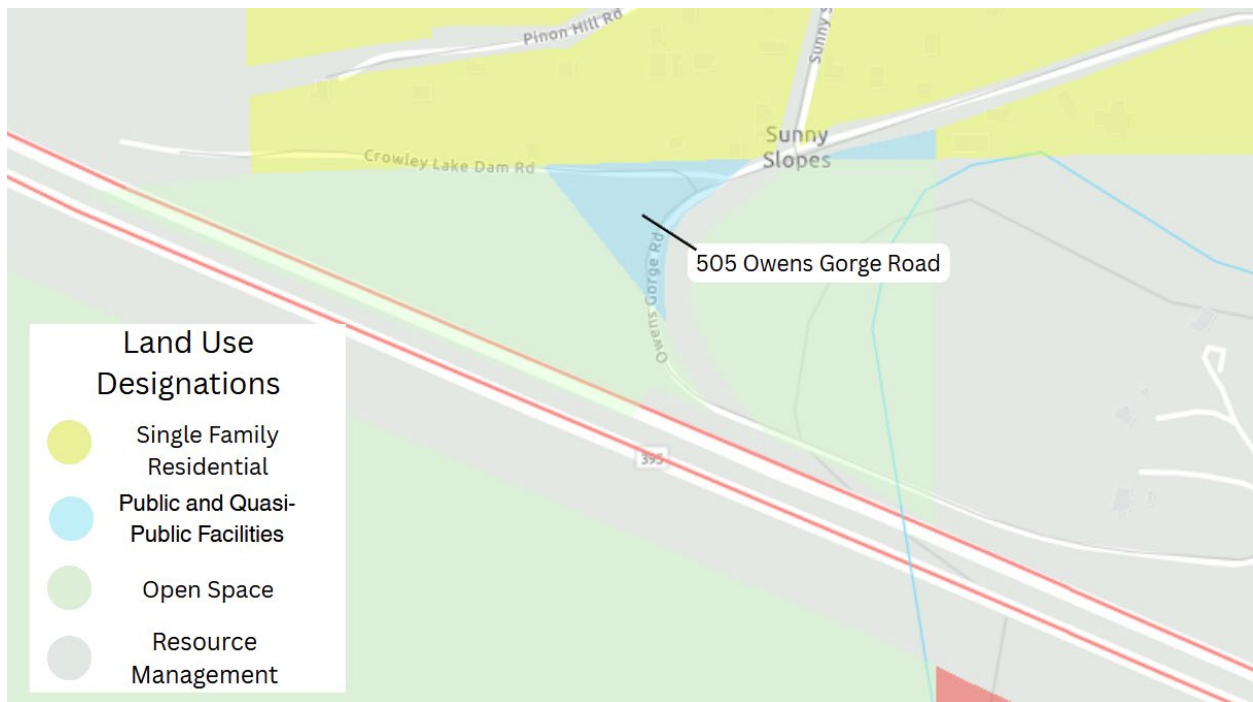 Pinon Hill Rd
Sunny S
Crowley Lake Dam Rd
Sunny
Slopes
Owens Gorge Rd
505 Owens Gorge Road
395
Land Use
Designations
Single Family
Residential
Public and Quasi-
Public Facilities
Open Space
Resource
Management